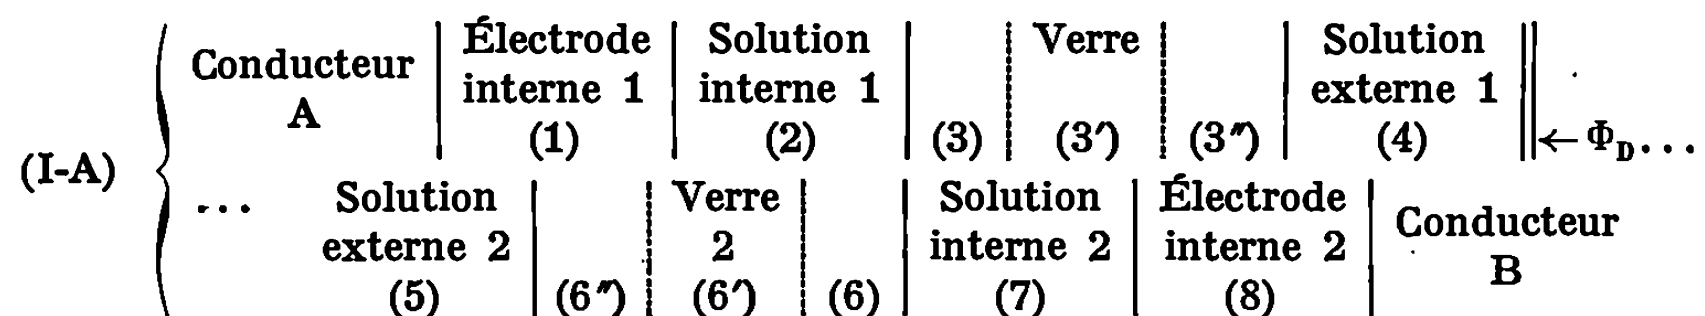 Conducteur A | Électrode interne 1 (1) | Solution interne 1 (2) | (3) ┊ Verre (3′) ┊ (3″) | Solution externe 1 (4) ‖ ← Φ_D...
(I-A)
... Solution externe 2 (5) | (6″) ┊ Verre 2 (6′) ┊ (6) | Solution interne 2 (7) | Électrode interne 2 (8) | Conducteur B